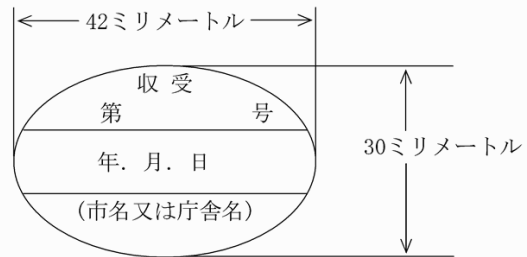 42ミリメートル
収 受
第 号
年．月．日
30ミリメートル
(市名又は庁舎名)